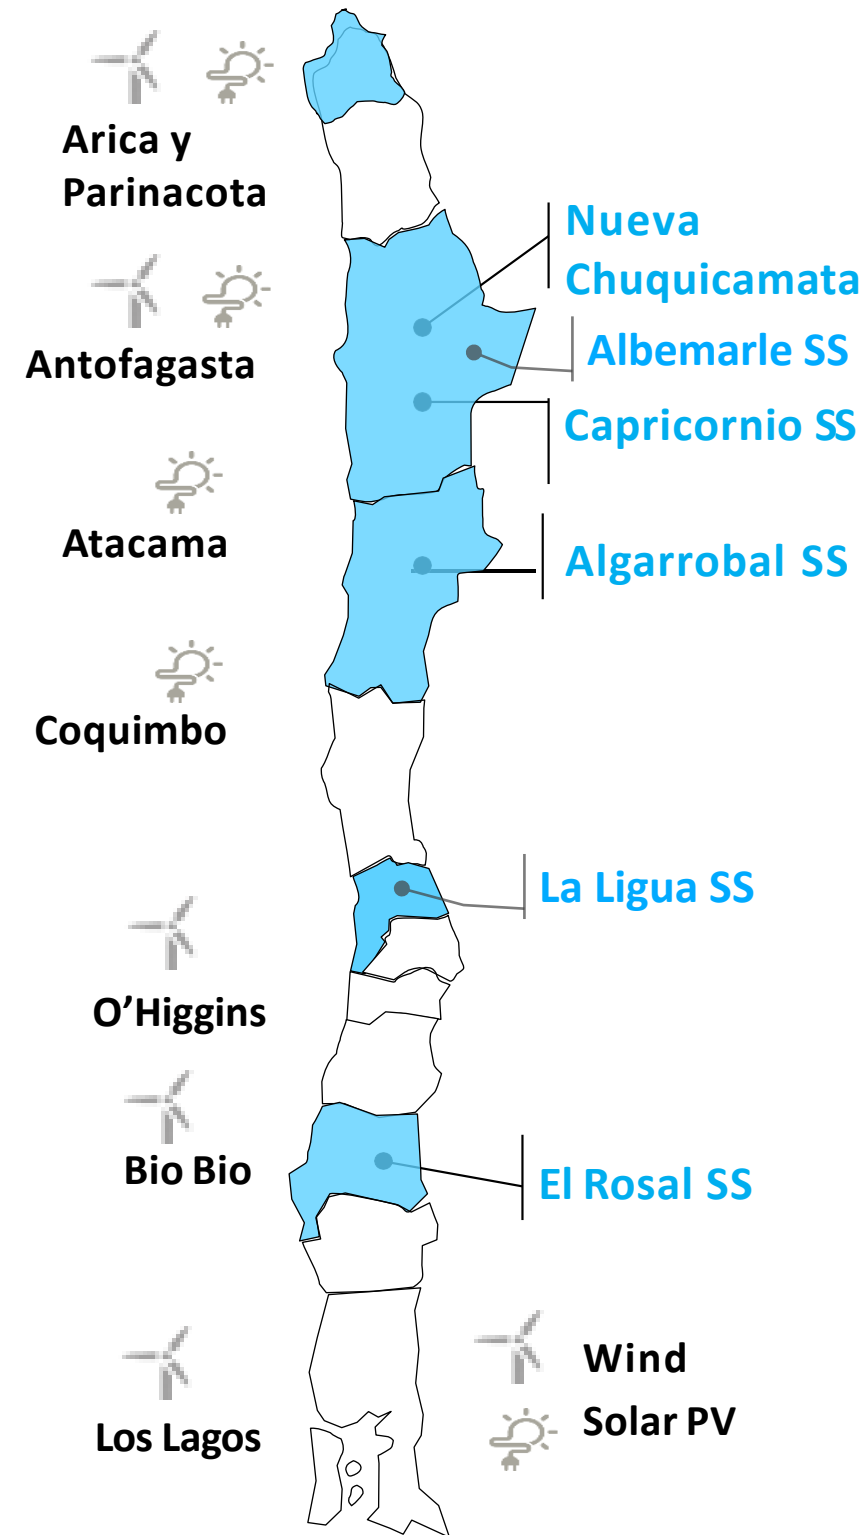 Arica y
Parinacota
Nueva
Chuquicamata
Antofagasta
Albemarle SS
Capricornio SS
Atacama
Algarrobal SS
Coquimbo
La Ligua SS
O’Higgins
Bio Bio
El Rosal SS
Wind
Solar PV
Los Lagos